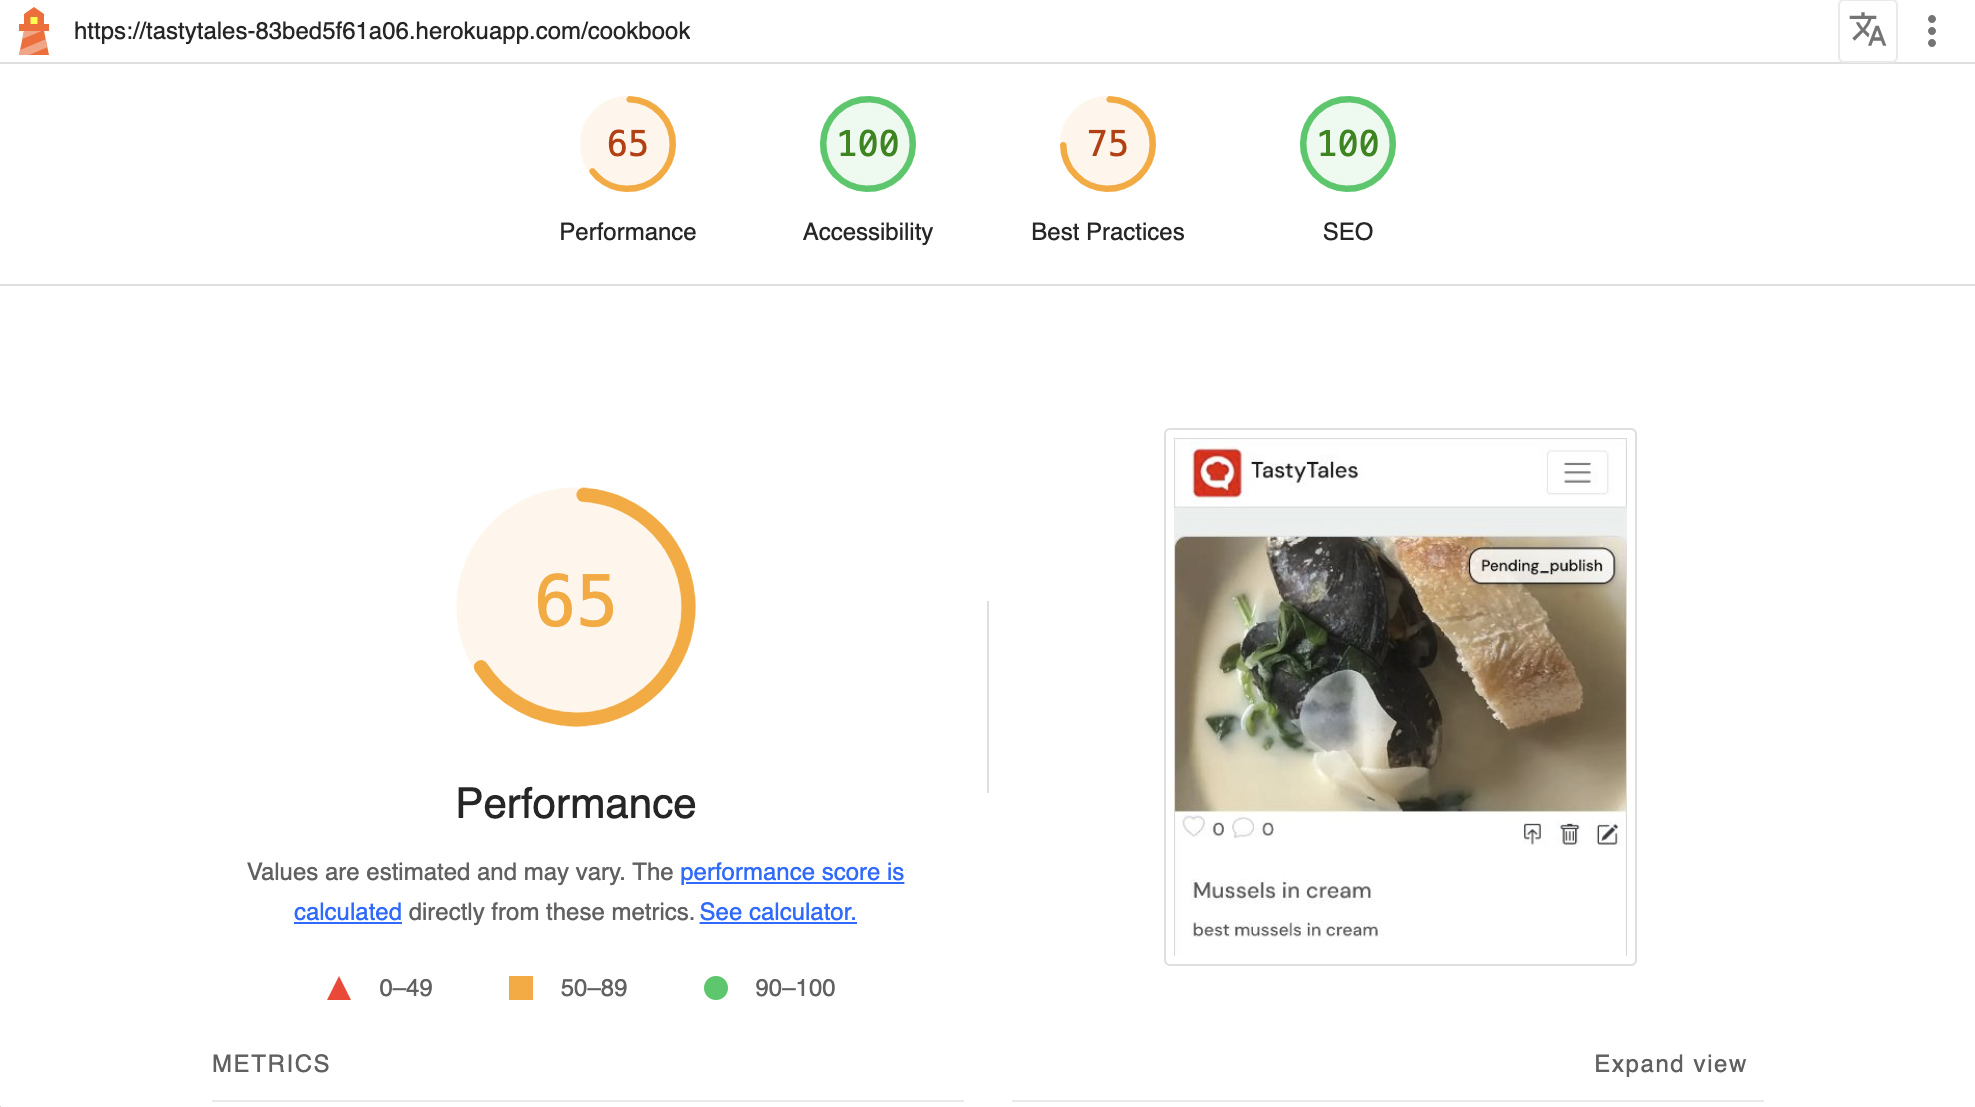 https://tastytales-83bed5f61a06.herokuapp.com/cookbook
65
100
75
100
Performance
Accessibility
Best Practices
SEO
65
Performance
Values are estimated and may vary. The performance score is
calculated directly from these metrics. See calculator.
0–49
50–89
90–100
TastyTales
Pending_publish
0
0
Mussels in cream
best mussels in cream
METRICS
Expand view